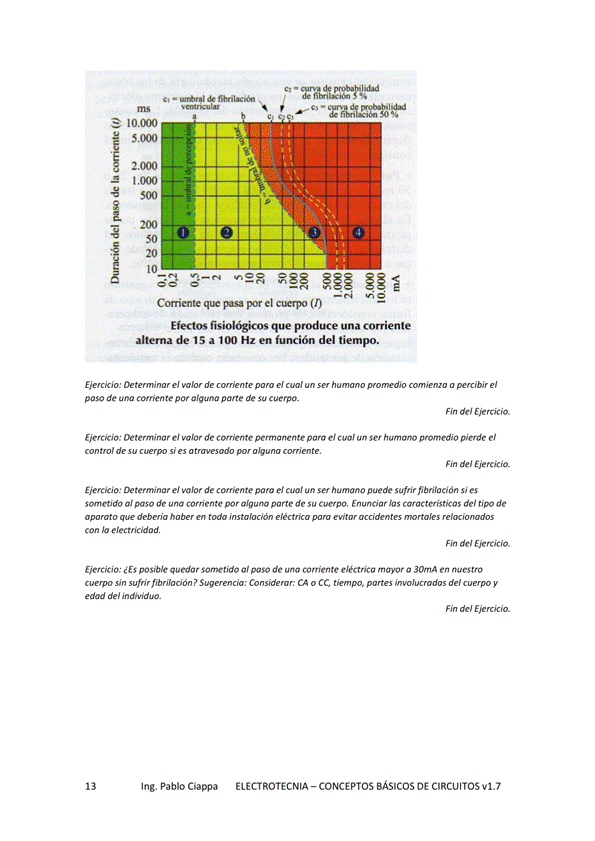 c₂ = curva de probabilidad
de fibrilación 5 %
c₁ = umbral de fibrilación
ventricular
c₃ = curva de probabilidad
de fibrilación 50 %
ms
a
b
c₁ c₂ c₃
10.000
5.000
2.000
1.000
500
200
50
20
10
Duración del paso de la corriente (t)
a = umbral de percepción
b = umbral de no soltar
1
2
3
4
0,1
0,2
0,5
1
2
5
10
20
50
100
200
500
1.000
2.000
5.000
10.000
mA
Corriente que pasa por el cuerpo (I)
Efectos fisiológicos que produce una corriente
alterna de 15 a 100 Hz en función del tiempo.
Ejercicio: Determinar el valor de corriente para el cual un ser humano promedio comienza a percibir el
paso de una corriente por alguna parte de su cuerpo.
Fin del Ejercicio.
Ejercicio: Determinar el valor de corriente permanente para el cual un ser humano promedio pierde el
control de su cuerpo si es atravesado por alguna corriente.
Fin del Ejercicio.
Ejercicio: Determinar el valor de corriente para el cual un ser humano puede sufrir fibrilación si es
sometido al paso de una corriente por alguna parte de su cuerpo. Enunciar las características del tipo de
aparato que debería haber en toda instalación eléctrica para evitar accidentes mortales relacionados
con la electricidad.
Fin del Ejercicio.
Ejercicio: ¿Es posible quedar sometido al paso de una corriente eléctrica mayor a 30mA en nuestro
cuerpo sin sufrir fibrilación? Sugerencia: Considerar: CA o CC, tiempo, partes involucradas del cuerpo y
edad del individuo.
Fin del Ejercicio.
13 Ing. Pablo Ciappa ELECTROTECNIA – CONCEPTOS BÁSICOS DE CIRCUITOS v1.7